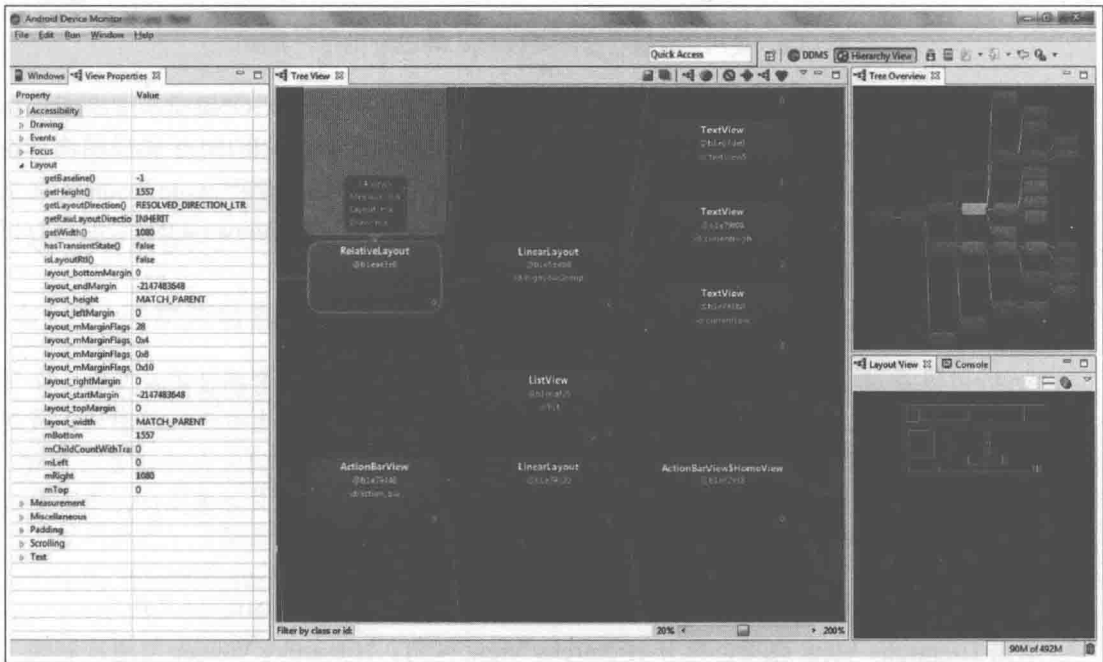 Android Device Monitor
File Edit Run Window Help
Quick Access
DDMS
Hierarchy View
Windows
View Properties
Property Value
Accessibility
Drawing
Events
Focus
Layout
getBaseline() -1
getHeight() 1557
getLayoutDirection() RESOLVED_DIRECTION_LTR
getRawLayoutDirectio INHERIT
getWidth() 1080
hasTransientState() false
isLayoutRtl() false
layout_bottomMargin 0
layout_endMargin -2147483648
layout_height MATCH_PARENT
layout_leftMargin 0
layout_mMarginFlags 28
layout_mMarginFlags_ 0x4
layout_mMarginFlags_ 0x8
layout_mMarginFlags_ 0x10
layout_rightMargin 0
layout_startMargin -2147483648
layout_topMargin 0
layout_width MATCH_PARENT
mBottom 1557
mChildCountWithTra 0
mLeft 0
mRight 1080
mTop 0
Measurement
Miscellaneous
Padding
Scrolling
Text
Tree View
TextView
TextView
RelativeLayout
LinearLayout
TextView
ListView
ActionBarView
LinearLayout
ActionBarView$HomeView
Filter by class or id:
20%
200%
Tree Overview
Layout View
Console
90M of 492M